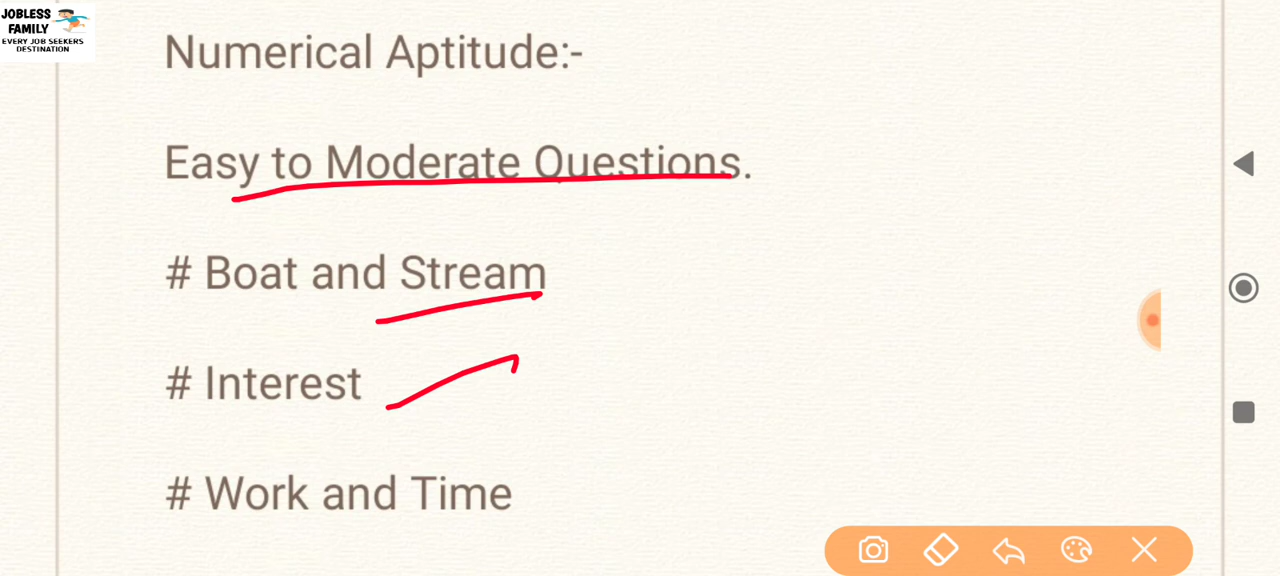 JOBLESS
FAMILY
EVERY JOB SEEKERS
DESTINATION
Numerical Aptitude:-
Easy to Moderate Questions.
# Boat and Stream
# Interest
# Work and Time